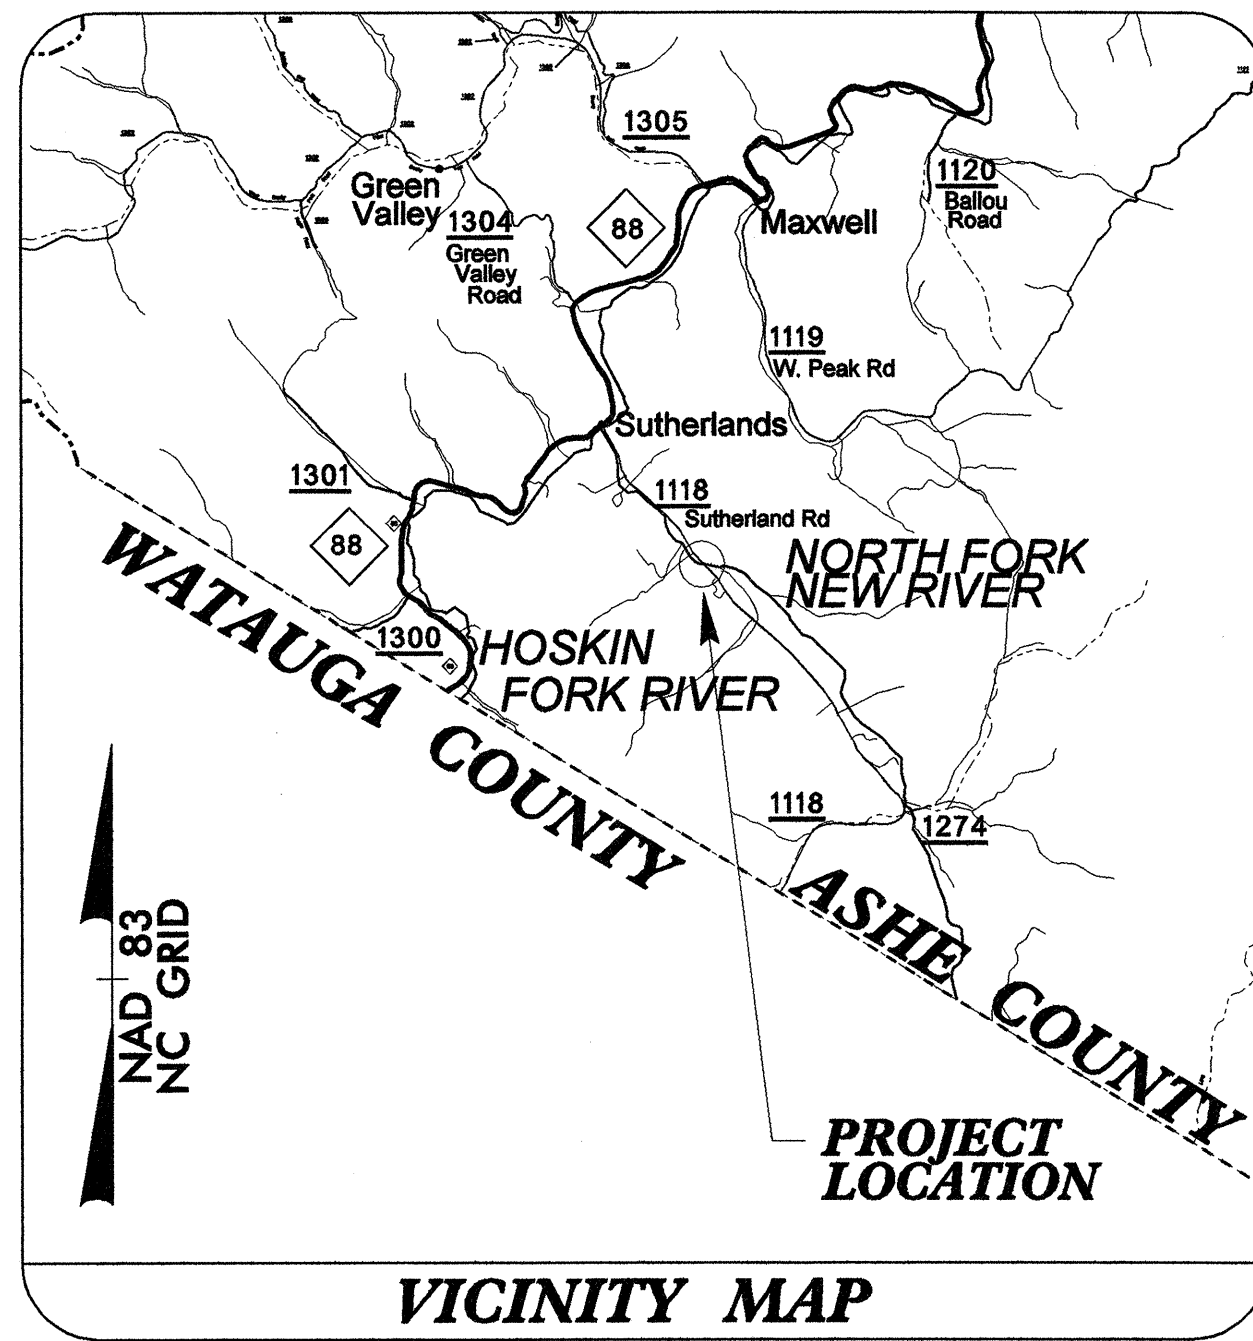 1305
Green
Valley
1304
Green
Valley
Road
88
Maxwell
1120
Ballou
Road
1119
W. Peak Rd
Sutherlands
1301
88
1118
Sutherland Rd
NORTH FORK
NEW RIVER
1300
HOSKIN
FORK RIVER
WATAUGA COUNTY
1118
1274
ASHE COUNTY
NAD 83
NC GRID
PROJECT
LOCATION
VICINITY MAP